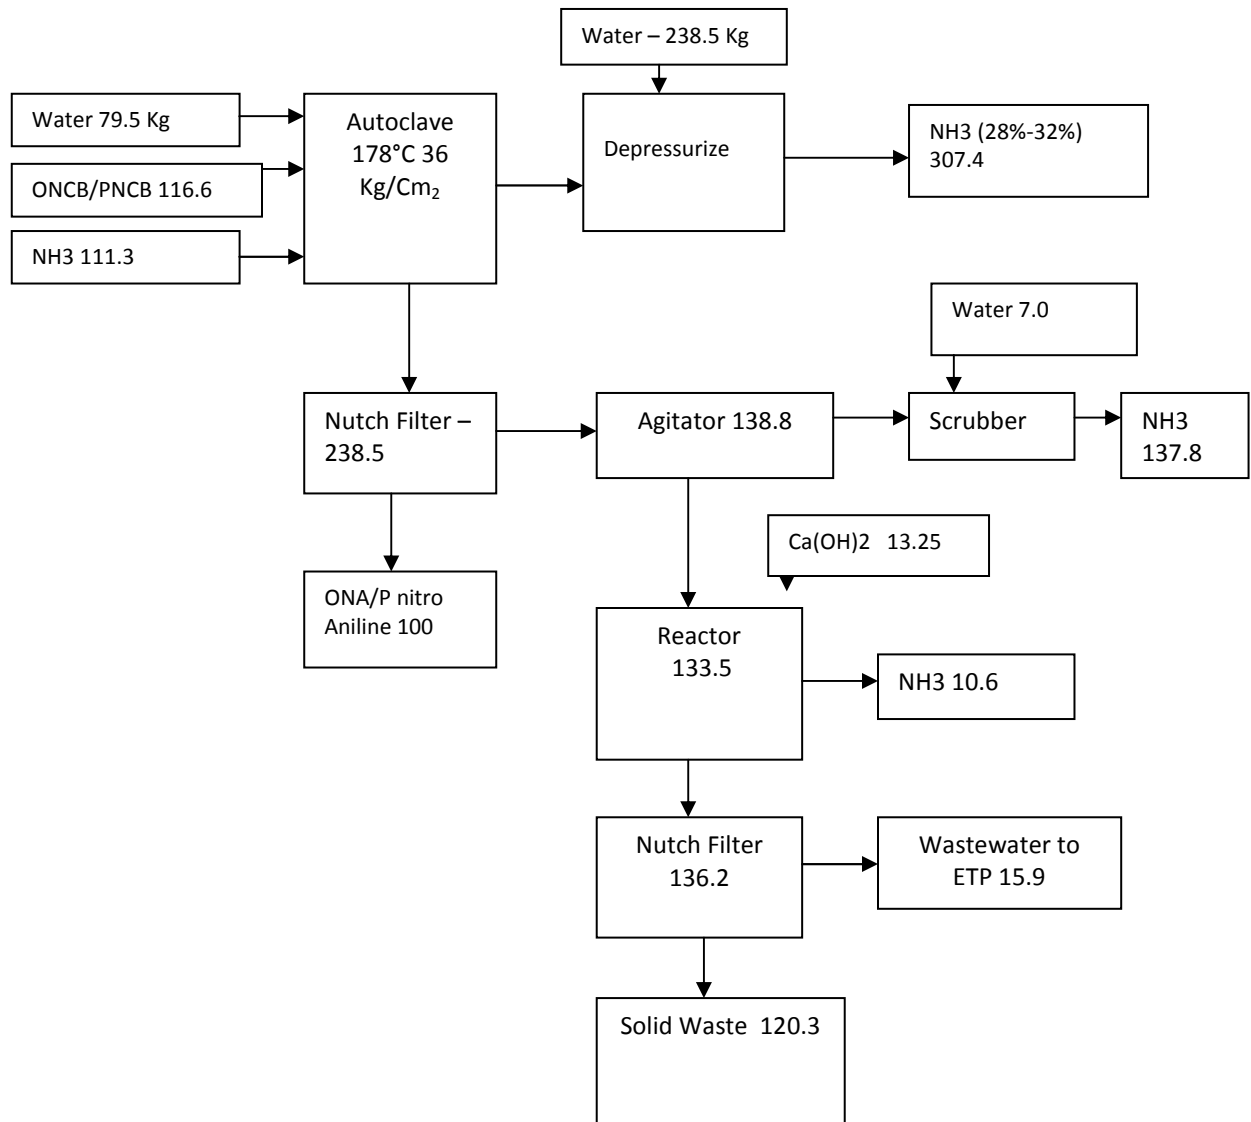 Water – 238.5 Kg
Water 79.5 Kg
Autoclave
178°C 36
Kg/Cm₂
Depressurize
NH3 (28%-32%)
307.4
ONCB/PNCB 116.6
NH3 111.3
Water 7.0
Nutch Filter –
238.5
Agitator 138.8
Scrubber
NH3
137.8
Ca(OH)2   13.25
ONA/P nitro
Aniline 100
Reactor
133.5
NH3 10.6
Nutch Filter
136.2
Wastewater to
ETP 15.9
Solid Waste  120.3